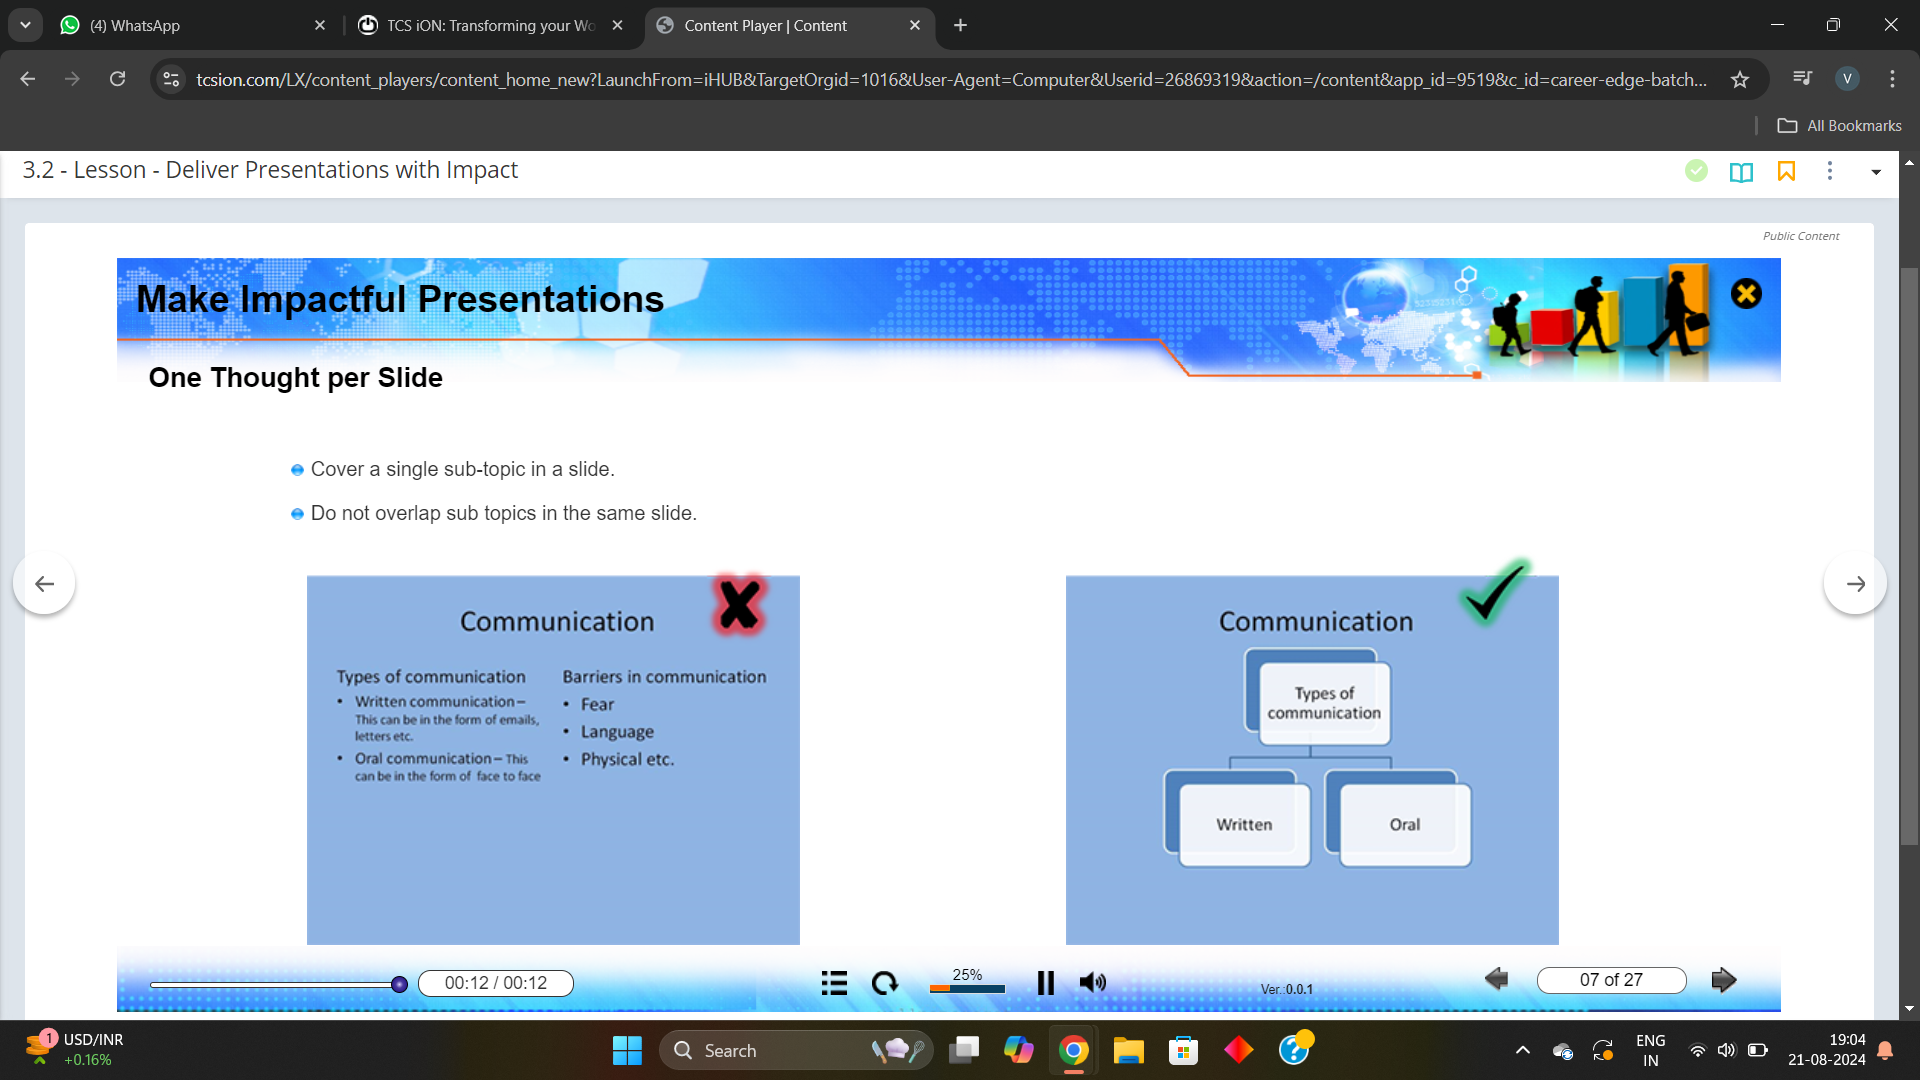 (4) WhatsApp
TCS iON: Transforming your Wo
Content Player | Content
tcsion.com/LX/content_players/content_home_new?LaunchFrom=iHUB&TargetOrgid=1016&User-Agent=Computer&Userid=26869319&action=/content&app_id=9519&c_id=career-edge-batch...
V
All Bookmarks
3.2 - Lesson - Deliver Presentations with Impact
Public Content
Make Impactful Presentations
One Thought per Slide
Cover a single sub-topic in a slide.
Do not overlap sub topics in the same slide.
Communication
Types of communication
• Written communication –
This can be in the form of emails,
letters etc.
• Oral communication – This
can be in the form of face to face
Barriers in communication
• Fear
• Language
• Physical etc.
Communication
Types of
communication
Written
Oral
00:12 / 00:12
25%
Ver.:0.0.1
07 of 27
1
USD/INR
+0.16%
Search
ENG
IN
19:04
21-08-2024